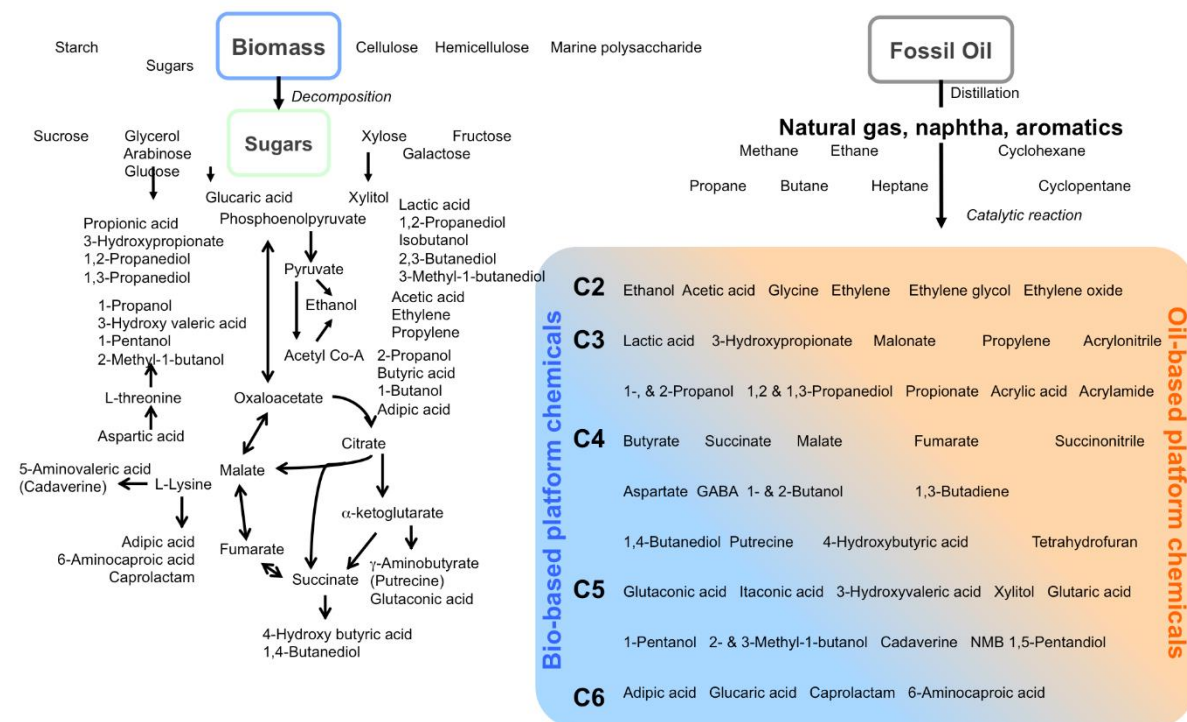 Starch
Sugars
Biomass
Cellulose Hemicellulose Marine polysaccharide
Decomposition
Sucrose
Glycerol
Arabinose
Glucose
Sugars
Xylose
Fructose
Galactose
Glucaric acid
Xylitol
Phosphoenolpyruvate
Propionic acid
3-Hydroxypropionate
1,2-Propanediol
1,3-Propanediol
Lactic acid
1,2-Propanediol
Isobutanol
2,3-Butanediol
3-Methyl-1-butanediol
Pyruvate
Ethanol
Acetyl Co-A
Acetic acid
Ethylene
Propylene
1-Propanol
3-Hydroxy valeric acid
1-Pentanol
2-Methyl-1-butanol
2-Propanol
Butyric acid
1-Butanol
Adipic acid
L-threonine
Aspartic acid
Oxaloacetate
Citrate
Malate
5-Aminovaleric acid
(Cadaverine)
L-Lysine
α-ketoglutarate
Adipic acid
6-Aminocaproic acid
Caprolactam
Fumarate
Succinate
γ-Aminobutyrate
(Putrecine)
Glutaconic acid
4-Hydroxy butyric acid
1,4-Butanediol
Fossil Oil
Distillation
Natural gas, naphtha, aromatics
Methane Ethane Cyclohexane
Propane Butane Heptane Cyclopentane
Catalytic reaction
Bio-based platform chemicals
C2 Ethanol Acetic acid Glycine Ethylene Ethylene glycol Ethylene oxide
C3 Lactic acid 3-Hydroxypropionate Malonate Propylene Acrylonitrile
1-, & 2-Propanol 1,2 & 1,3-Propanediol Propionate Acrylic acid Acrylamide
C4 Butyrate Succinate Malate Fumarate Succinonitrile
Aspartate GABA 1- & 2-Butanol 1,3-Butadiene
1,4-Butanediol Putrecine 4-Hydroxybutyric acid Tetrahydrofuran
C5 Glutaconic acid Itaconic acid 3-Hydroxyvaleric acid Xylitol Glutaric acid
1-Pentanol 2- & 3-Methyl-1-butanol Cadaverine NMB 1,5-Pentandiol
C6 Adipic acid Glucaric acid Caprolactam 6-Aminocaproic acid
Oil-based platform chemicals